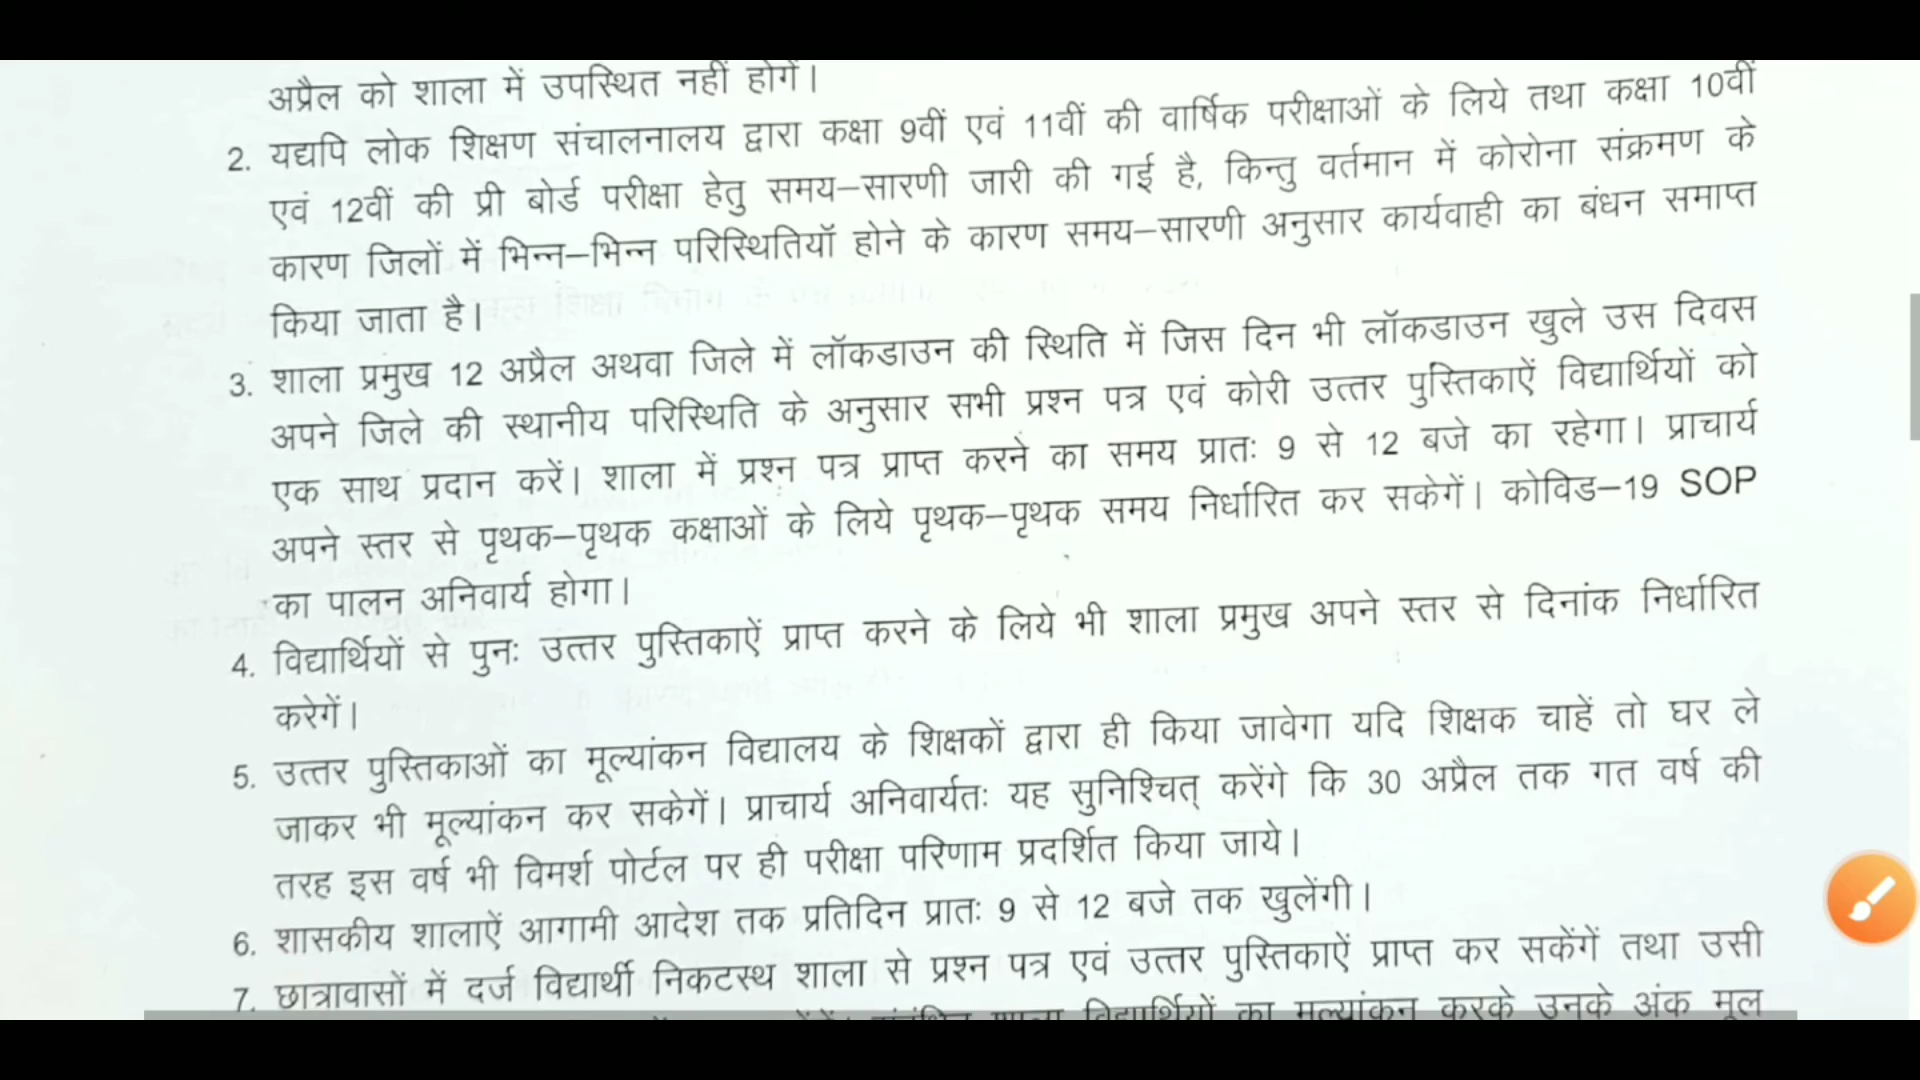 अप्रैल को शाला में उपस्थित नहीं होगें।
2. यद्यपि लोक शिक्षण संचालनालय द्वारा कक्षा 9वीं एवं 11वीं की वार्षिक परीक्षाओं के लिये तथा कक्षा 10वीं
एवं 12वीं की प्री बोर्ड परीक्षा हेतु समय–सारणी जारी की गई है, किन्तु वर्तमान में कोरोना संक्रमण के
कारण जिलों में भिन्न–भिन्न परिस्थितियॉ होने के कारण समय–सारणी अनुसार कार्यवाही का बंधन समाप्त
किया जाता है।
3. शाला प्रमुख 12 अप्रैल अथवा जिले में लॉकडाउन की स्थिति में जिस दिन भी लॉकडाउन खुले उस दिवस
अपने जिले की स्थानीय परिस्थिति के अनुसार सभी प्रश्न पत्र एवं कोरी उत्तर पुस्तिकाऐं विद्यार्थियों को
एक साथ प्रदान करें। शाला में प्रश्न पत्र प्राप्त करने का समय प्रातः 9 से 12 बजे का रहेगा। प्राचार्य
अपने स्तर से पृथक–पृथक कक्षाओं के लिये पृथक–पृथक समय निर्धारित कर सकेगें। कोविड–19 SOP
का पालन अनिवार्य होगा।
4. विद्यार्थियों से पुनः उत्तर पुस्तिकाऐं प्राप्त करने के लिये भी शाला प्रमुख अपने स्तर से दिनांक निर्धारित
करेगें।
5. उत्तर पुस्तिकाओं का मूल्यांकन विद्यालय के शिक्षकों द्वारा ही किया जावेगा यदि शिक्षक चाहें तो घर ले
जाकर भी मूल्यांकन कर सकेगें। प्राचार्य अनिवार्यतः यह सुनिश्चित् करेंगे कि 30 अप्रैल तक गत वर्ष की
तरह इस वर्ष भी विमर्श पोर्टल पर ही परीक्षा परिणाम प्रदर्शित किया जाये।
6. शासकीय शालाऐं आगामी आदेश तक प्रतिदिन प्रातः 9 से 12 बजे तक खुलेंगी।
7. छात्रावासों में दर्ज विद्यार्थी निकटस्थ शाला से प्रश्न पत्र एवं उत्तर पुस्तिकाऐं प्राप्त कर सकेंगें तथा उसी
शाला विद्यार्थियों का मूल्यांकन करके उनके अंक मूल